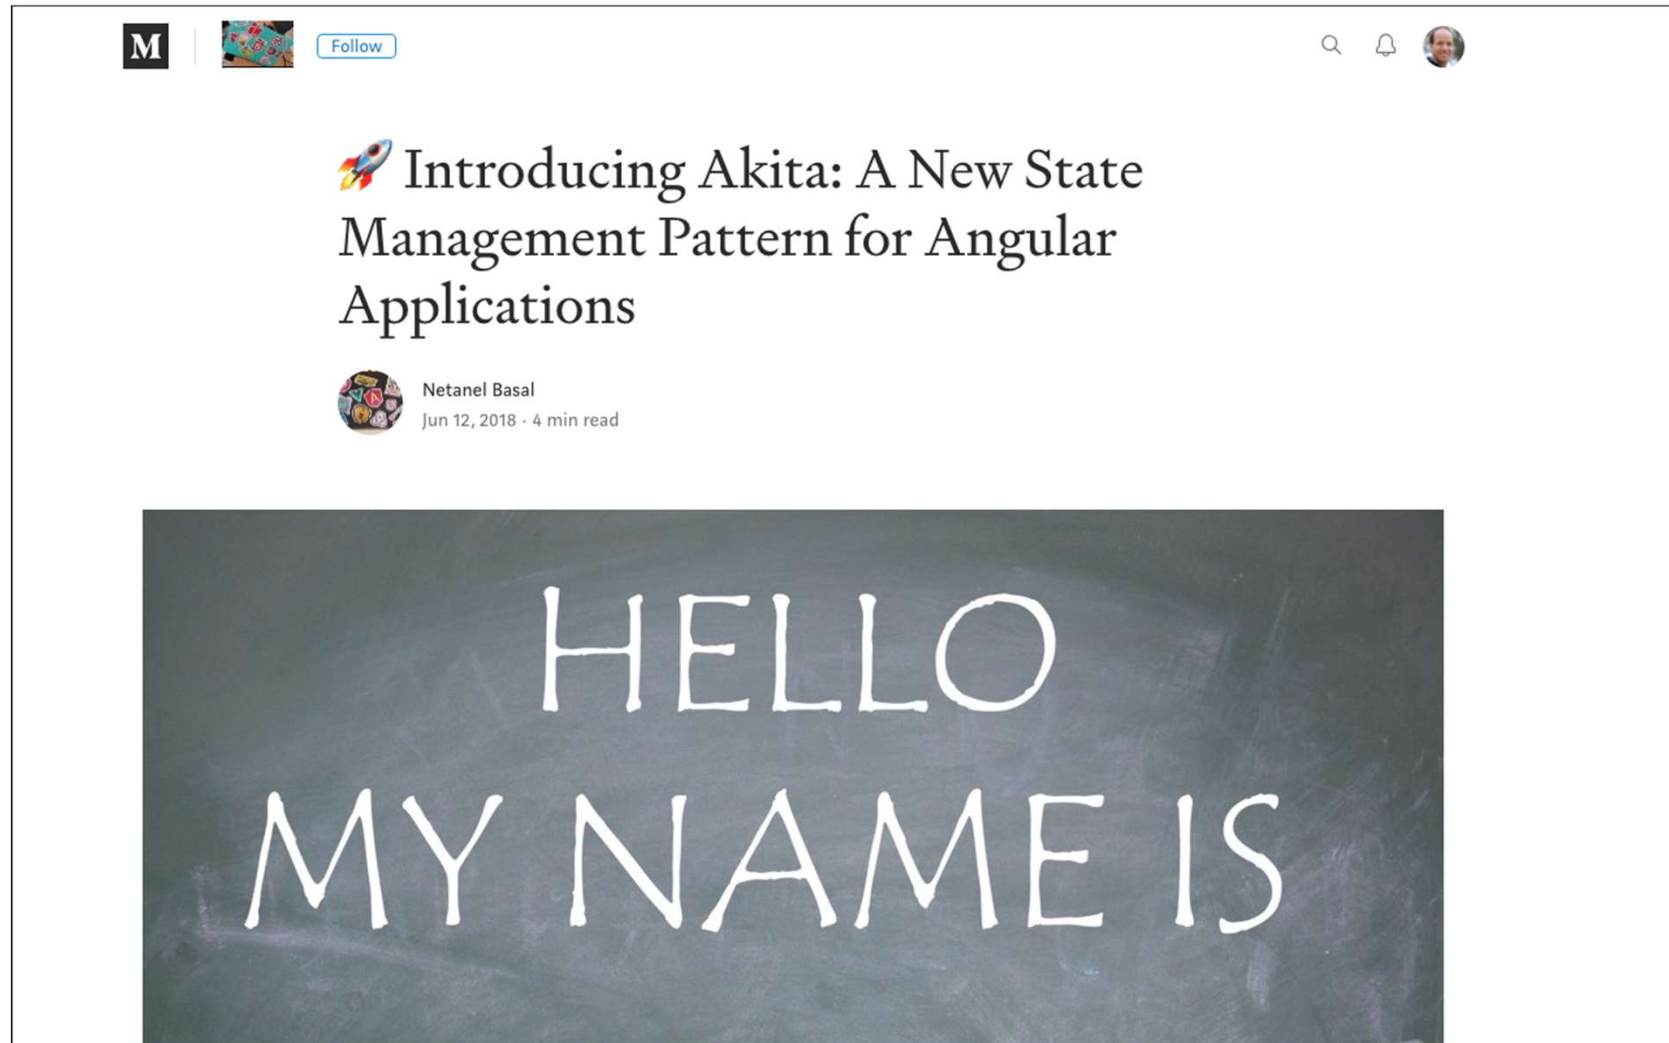 M
Follow
🚀 Introducing Akita: A New State
Management Pattern for Angular
Applications
Netanel Basal
Jun 12, 2018 · 4 min read
HELLO
MY NAME IS